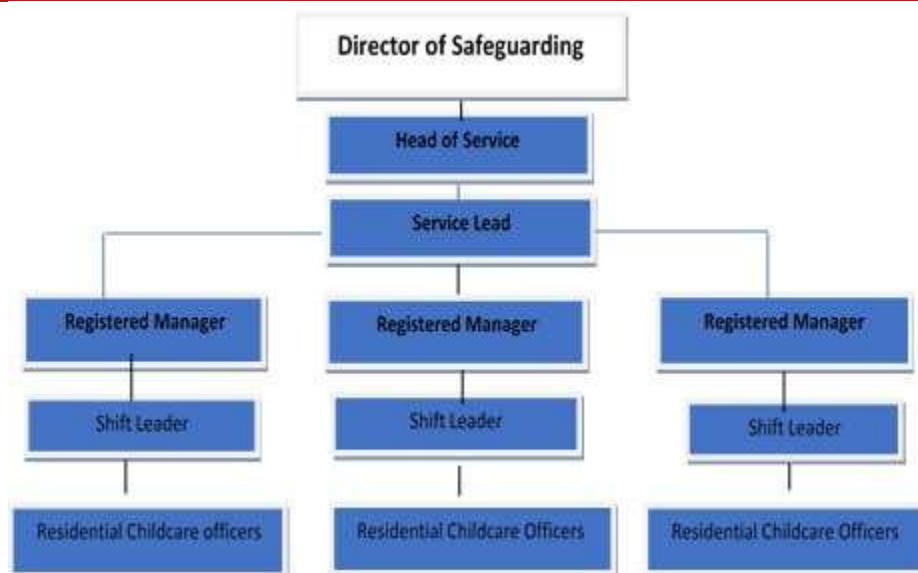 Director of Safeguarding
Head of Service
Service Lead
Registered Manager
Registered Manager
Registered Manager
Shift Leader
Shift Leader
Shift Leader
Residential Childcare officers
Residential Childcare Officers
Residential Childcare Officers